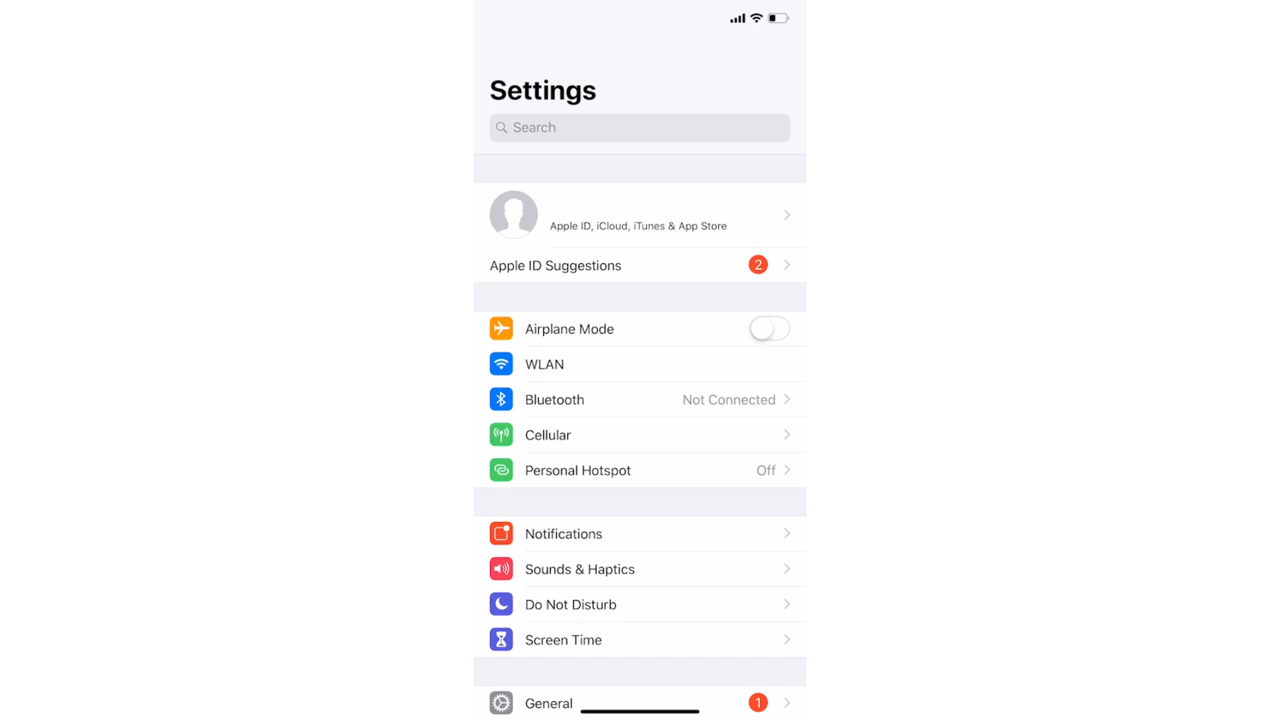 Settings
Search
Apple ID, iCloud, iTunes & App Store
Apple ID Suggestions 2
Airplane Mode
WLAN
Bluetooth Not Connected
Cellular
Personal Hotspot Off
Notifications
Sounds & Haptics
Do Not Disturb
Screen Time
General 1